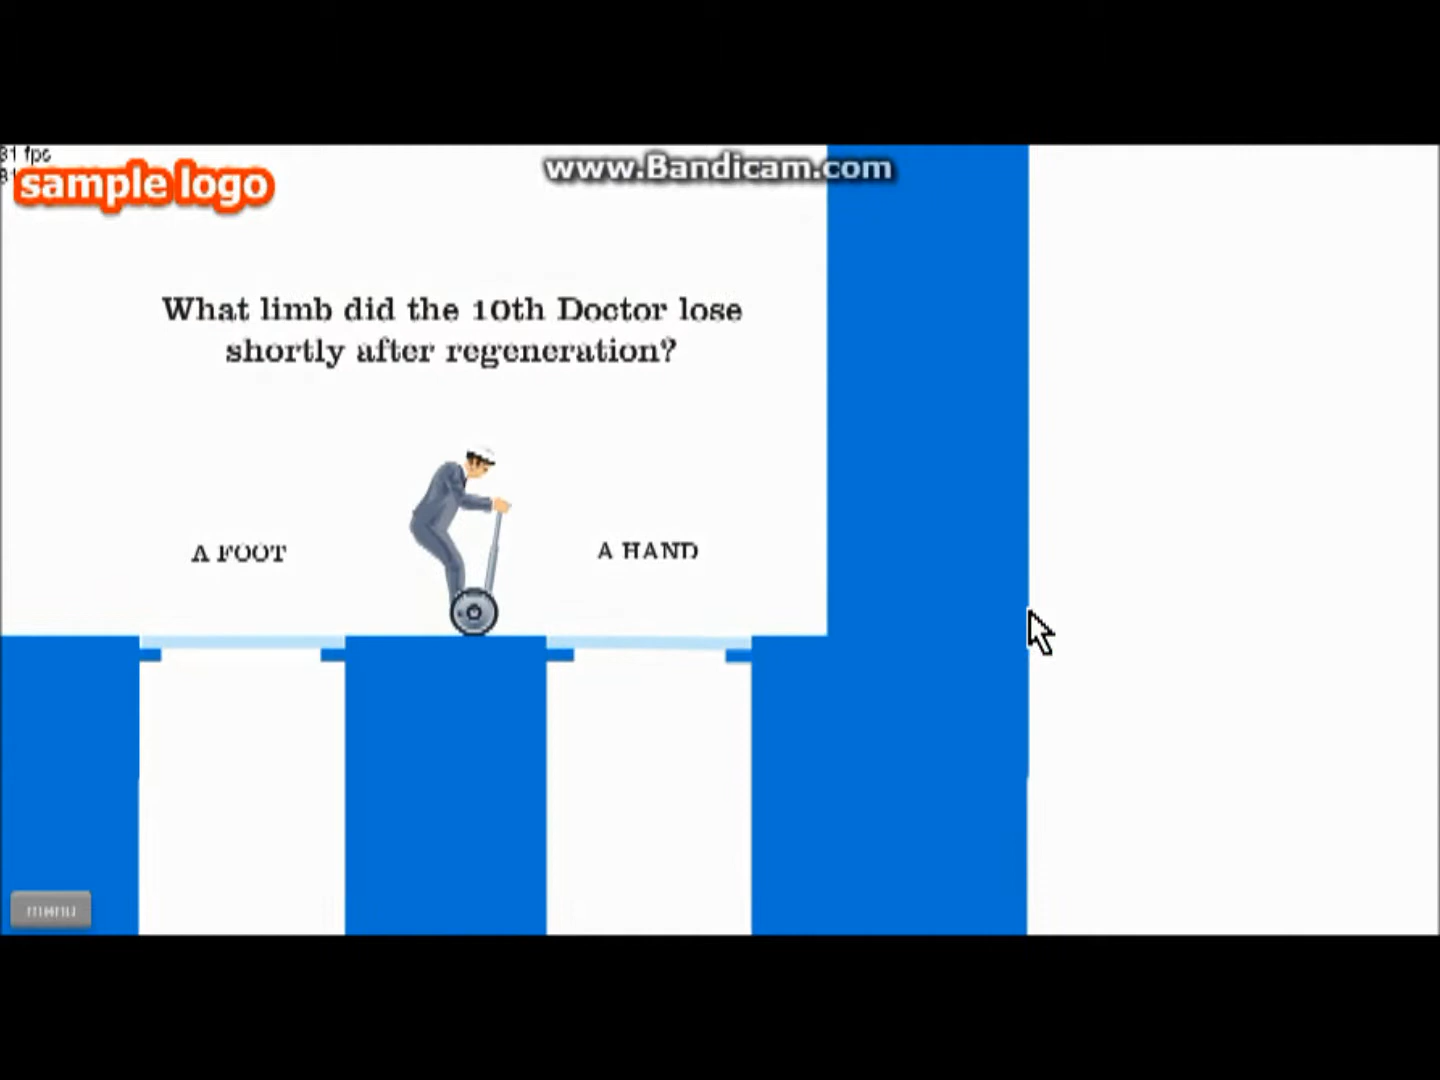 31 fps
sample logo
www.Bandicam.com
What limb did the 10th Doctor lose
shortly after regeneration?
A FOOT
A HAND
menu